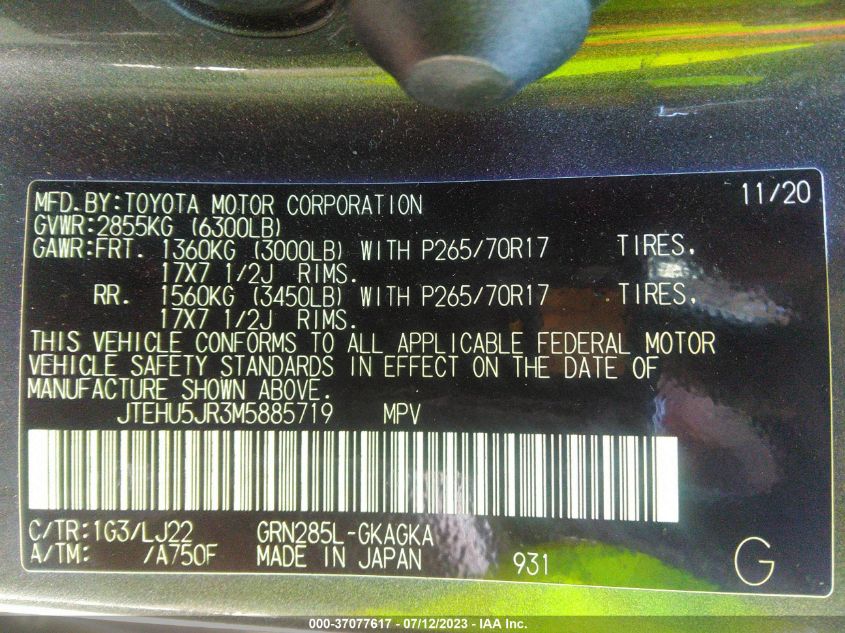 MFD. BY: TOYOTA MOTOR CORPORATION 11/20
GVWR: 2855KG (6300LB)
GAWR: FRT. 1360KG (3000LB) WITH P265/70R17 TIRES,
17X7 1/2J RIMS.
RR. 1560KG (3450LB) WITH P265/70R17 TIRES,
17X7 1/2J RIMS.
THIS VEHICLE CONFORMS TO ALL APPLICABLE FEDERAL MOTOR
VEHICLE SAFETY STANDARDS IN EFFECT ON THE DATE OF
MANUFACTURE SHOWN ABOVE.
JTEHU5JR3M5885719 MPV
C/TR: 1G3/LJ22 GRN285L-GKAGKA
A/TM: /A750F MADE IN JAPAN 931 G
000-37077617 - 07/12/2023 - IAA Inc.